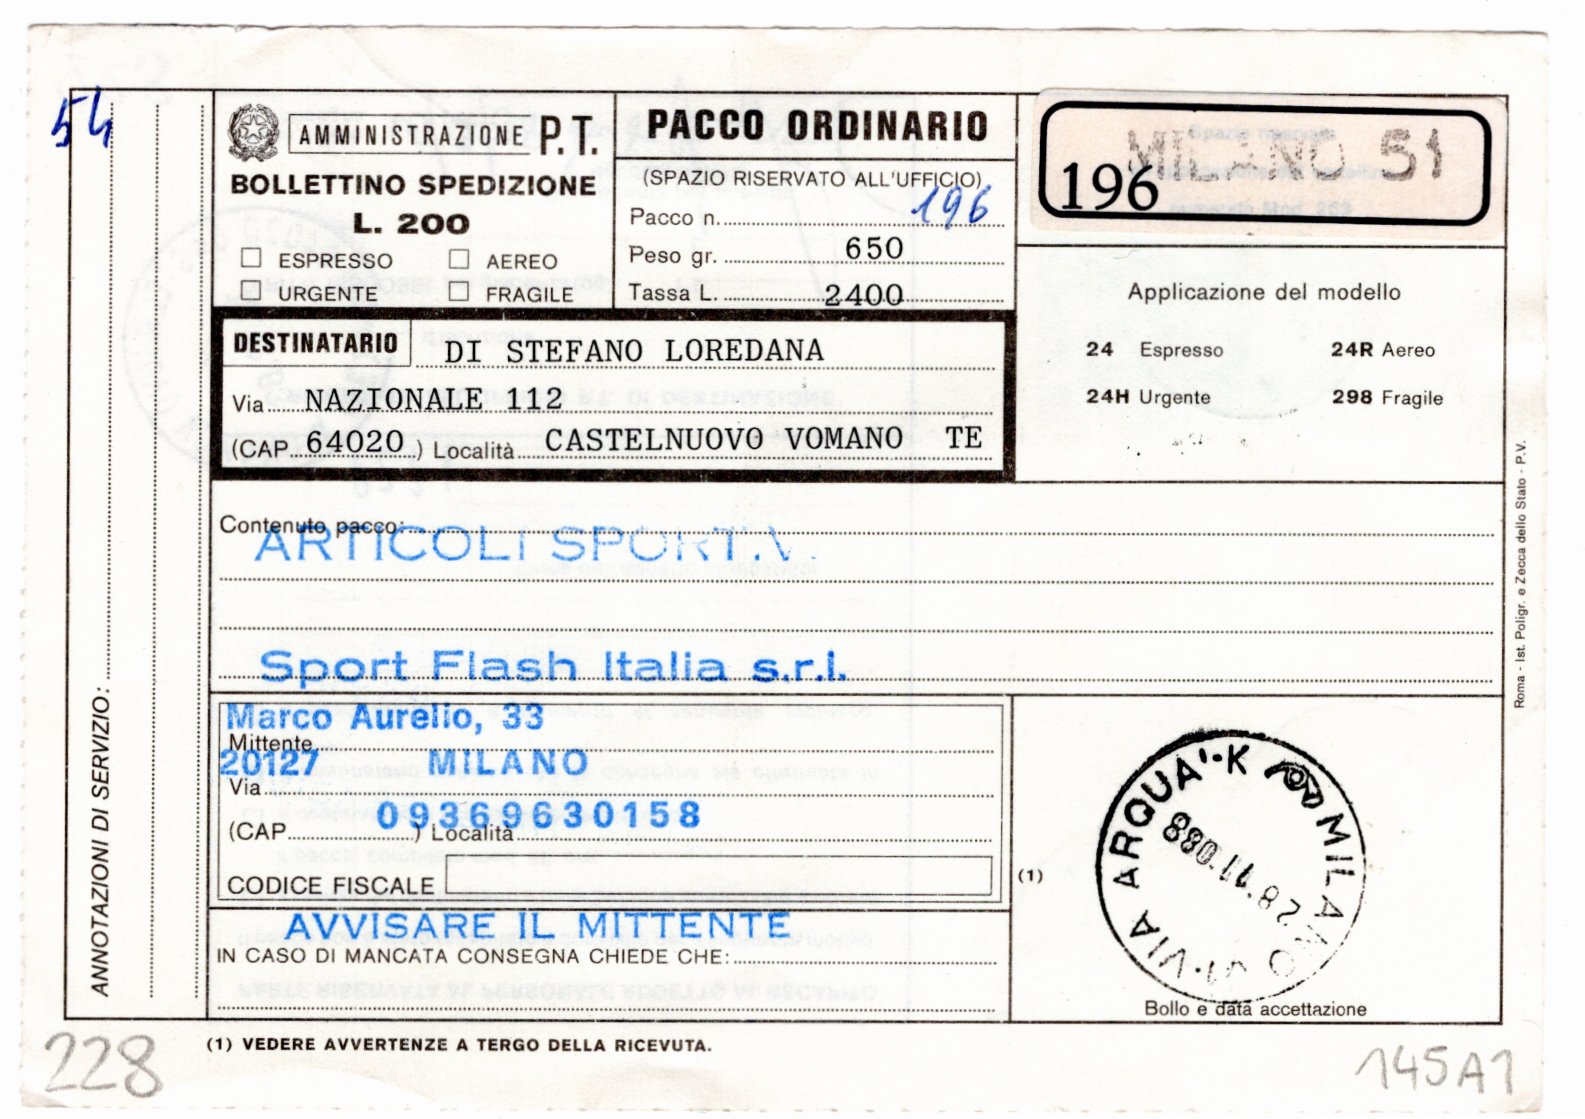 54
AMMINISTRAZIONE P.T.
BOLLETTINO SPEDIZIONE
L. 200
ESPRESSO AEREO
URGENTE FRAGILE
PACCO ORDINARIO
(SPAZIO RISERVATO ALL'UFFICIO)
Pacco n. 196
Peso gr. 650
Tassa L. 2400
MILANO 51
196
Applicazione del modello
24 Espresso 24R Aereo
24H Urgente 298 Fragile
DESTINATARIO DI STEFANO LOREDANA
Via NAZIONALE 112
(CAP 64020) Località CASTELNUOVO VOMANO TE
Contenuto pacco:
ARTICOLI SPORTIV
Sport Flash Italia s.r.l.
Marco Aurelio, 33
Mittente
20127 MILANO
Via
09369630158
(CAP ) Località
CODICE FISCALE
AVVISARE IL MITTENTE
IN CASO DI MANCATA CONSEGNA CHIEDE CHE:
(1)
MILANO 51·VIA ARQUA'·K
28·11·088
Bollo e data accettazione
ANNOTAZIONI DI SERVIZIO:
Roma - Ist. Poligr. e Zecca dello Stato - P.V.
(1) VEDERE AVVERTENZE A TERGO DELLA RICEVUTA.
228
145A1